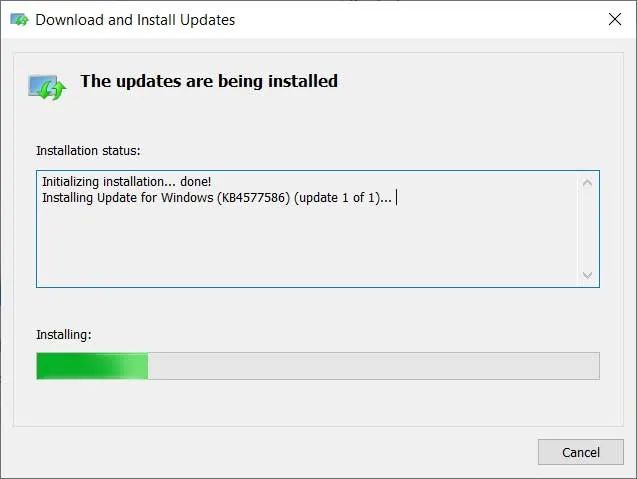 Download and Install Updates
The updates are being installed
Installation status:
Initializing installation... done!
Installing Update for Windows (KB4577586) (update 1 of 1)...
Installing:
Cancel